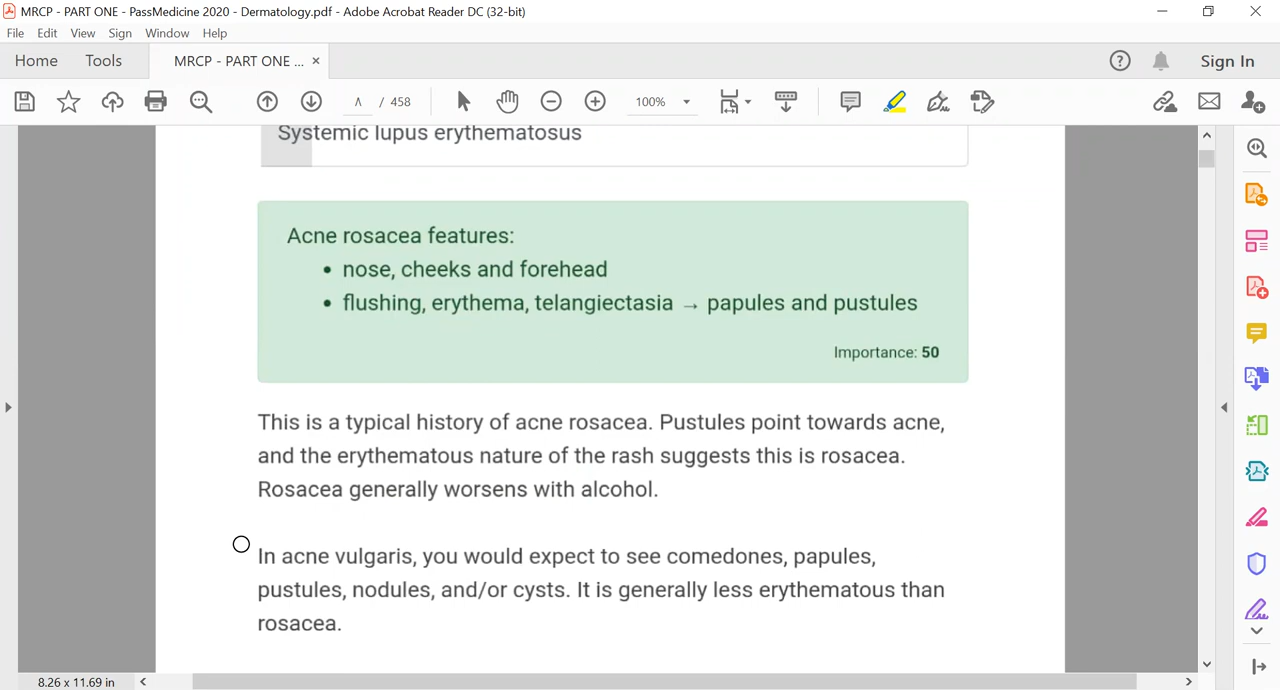 MRCP - PART ONE - PassMedicine 2020 - Dermatology.pdf - Adobe Acrobat Reader DC (32-bit)
File Edit View Sign Window Help
Home Tools MRCP - PART ONE ... × Sign In
/ 458 100%
Systemic lupus erythematosus
Acne rosacea features:
• nose, cheeks and forehead
• flushing, erythema, telangiectasia → papules and pustules
Importance: 50
This is a typical history of acne rosacea. Pustules point towards acne,
and the erythematous nature of the rash suggests this is rosacea.
Rosacea generally worsens with alcohol.
In acne vulgaris, you would expect to see comedones, papules,
pustules, nodules, and/or cysts. It is generally less erythematous than
rosacea.
8.26 x 11.69 in